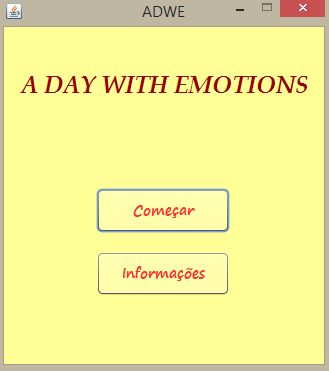 ADWE
A DAY WITH EMOTIONS
Começar
Informações